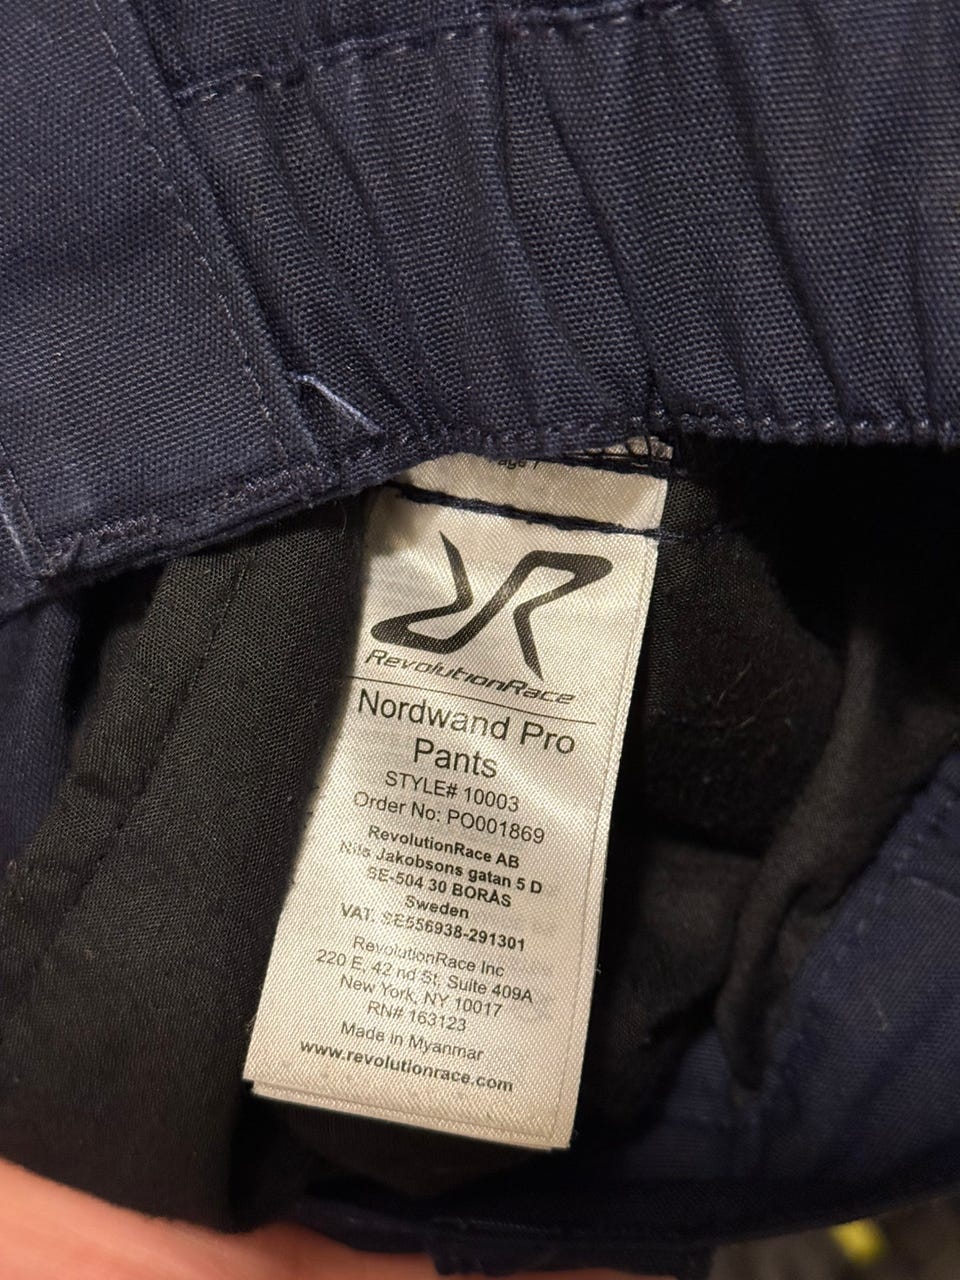 RevolutionRace
Nordwand Pro
Pants
STYLE# 10003
Order No: PO001869
RevolutionRace AB
Nils Jakobsons gatan 5 D
SE-504 30 BORÅS
Sweden
VAT. SE556938-291301
RevolutionRace Inc
220 E, 42 nd St, Suite 409A
New York, NY 10017
RN# 163123
Made in Myanmar
www.revolutionrace.com